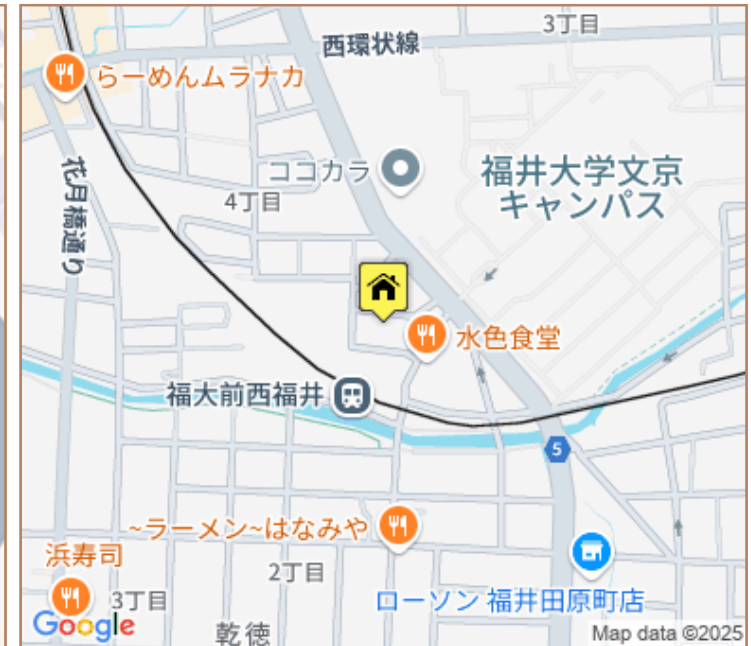 3丁目
西環状線
らーめんムラナカ
ココカラ
福井大学文京
キャンパス
4丁目
花月橋通り
水色食堂
福大前西福井
5
~ラーメン~はなみや
浜寿司
2丁目
3丁目
ローソン 福井田原町店
Google
乾徳
Map data ©2025